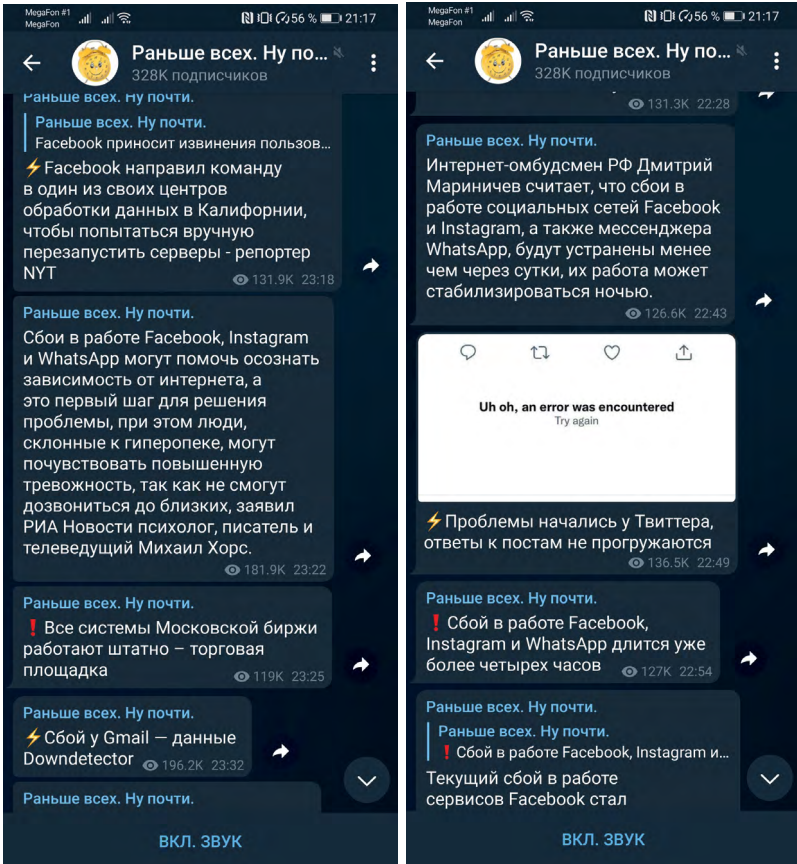 MegaFon #1
MegaFon
56 % 21:17
Раньше всех. Ну по...
328K подписчиков
Раньше всех. Ну почти.
Раньше всех. Ну почти.
Facebook приносит извинения пользов...
⚡Facebook направил команду
в один из своих центров
обработки данных в Калифорнии,
чтобы попытаться вручную
перезапустить серверы - репортер
NYT
131.9K 23:18
Раньше всех. Ну почти.
Сбои в работе Facebook, Instagram
и WhatsApp могут помочь осознать
зависимость от интернета, а
это первый шаг для решения
проблемы, при этом люди,
склонные к гиперопеке, могут
почувствовать повышенную
тревожность, так как не смогут
дозвониться до близких, заявил
РИА Новости психолог, писатель и
телеведущий Михаил Хорс.
181.9K 23:22
Раньше всех. Ну почти.
❗Все системы Московской биржи
работают штатно – торговая
площадка
119K 23:25
Раньше всех. Ну почти.
⚡Сбой у Gmail — данные
Downdetector
196.2K 23:32
Раньше всех. Ну почти.
ВКЛ. ЗВУК
MegaFon #1
MegaFon
56 % 21:17
Раньше всех. Ну по...
328K подписчиков
131.3K 22:28
Раньше всех. Ну почти.
Интернет-омбудсмен РФ Дмитрий
Мариничев считает, что сбои в
работе социальных сетей Facebook
и Instagram, а также мессенджера
WhatsApp, будут устранены менее
чем через сутки, их работа может
стабилизироваться ночью.
126.6K 22:43
Uh oh, an error was encountered
Try again
⚡Проблемы начались у Твиттера,
ответы к постам не прогружаются
136.5K 22:49
Раньше всех. Ну почти.
❗Сбой в работе Facebook,
Instagram и WhatsApp длится уже
более четырех часов
127K 22:54
Раньше всех. Ну почти.
Раньше всех. Ну почти.
❗Сбой в работе Facebook, Instagram и...
Текущий сбой в работе
сервисов Facebook стал
ВКЛ. ЗВУК